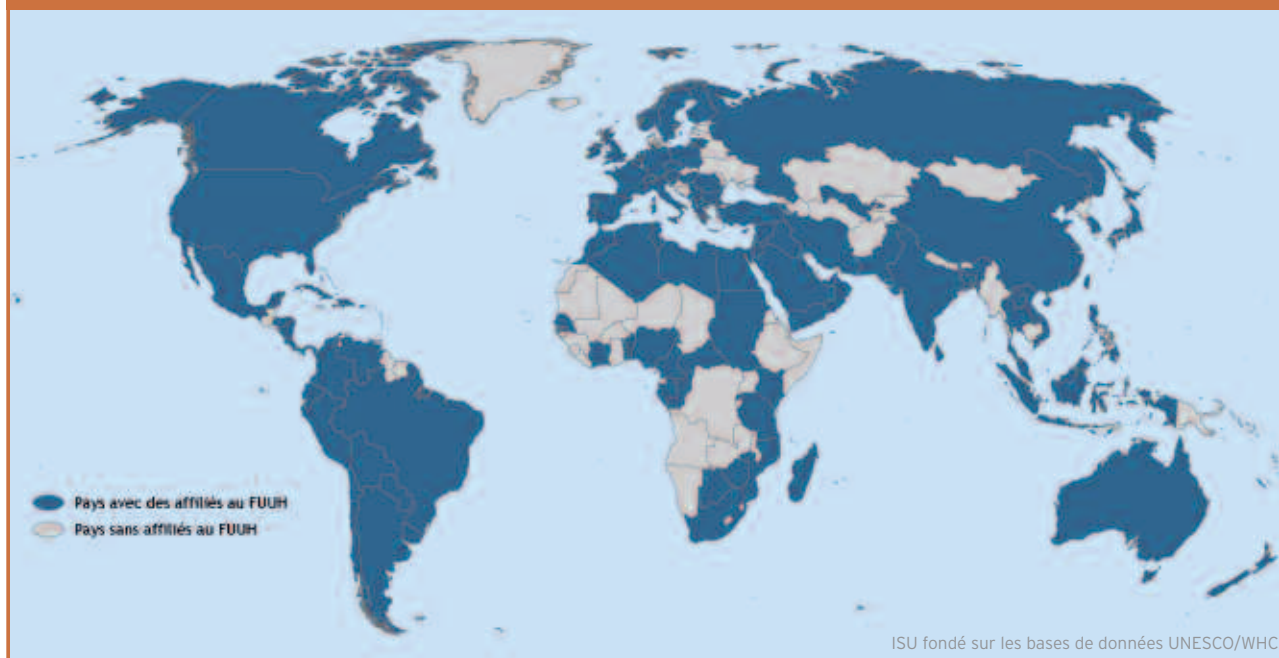 Pays avec des affiliés au FUUH
Pays sans affiliés au FUUH
ISU fondé sur les bases de données UNESCO/WHC